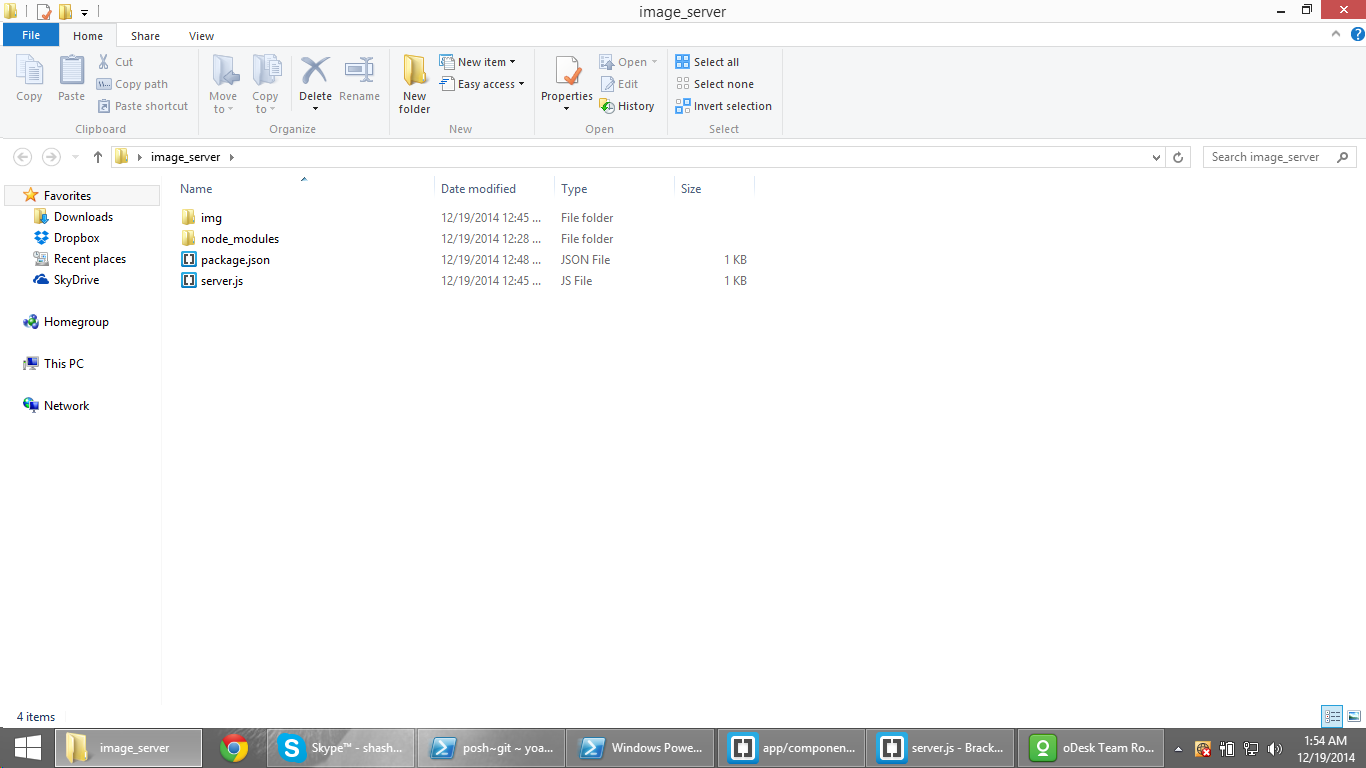 image_server
File Home Share View
Copy
Paste
Cut
Copy path
Paste shortcut
Clipboard
Move to
Copy to
Delete
Rename
Organize
New folder
New item
Easy access
New
Properties
Open
Edit
History
Open
Select all
Select none
Invert selection
Select
image_server
Search image_server
Favorites
Downloads
Dropbox
Recent places
SkyDrive
Homegroup
This PC
Network
Name Date modified Type Size
img 12/19/2014 12:45 ... File folder
node_modules 12/19/2014 12:28 ... File folder
package.json 12/19/2014 12:48 ... JSON File 1 KB
server.js 12/19/2014 12:45 ... JS File 1 KB
4 items
image_server
Skype™ - shash...
posh~git ~ yoa...
Windows Powe...
app/componen...
server.js - Brack...
oDesk Team Ro...
1:54 AM
12/19/2014